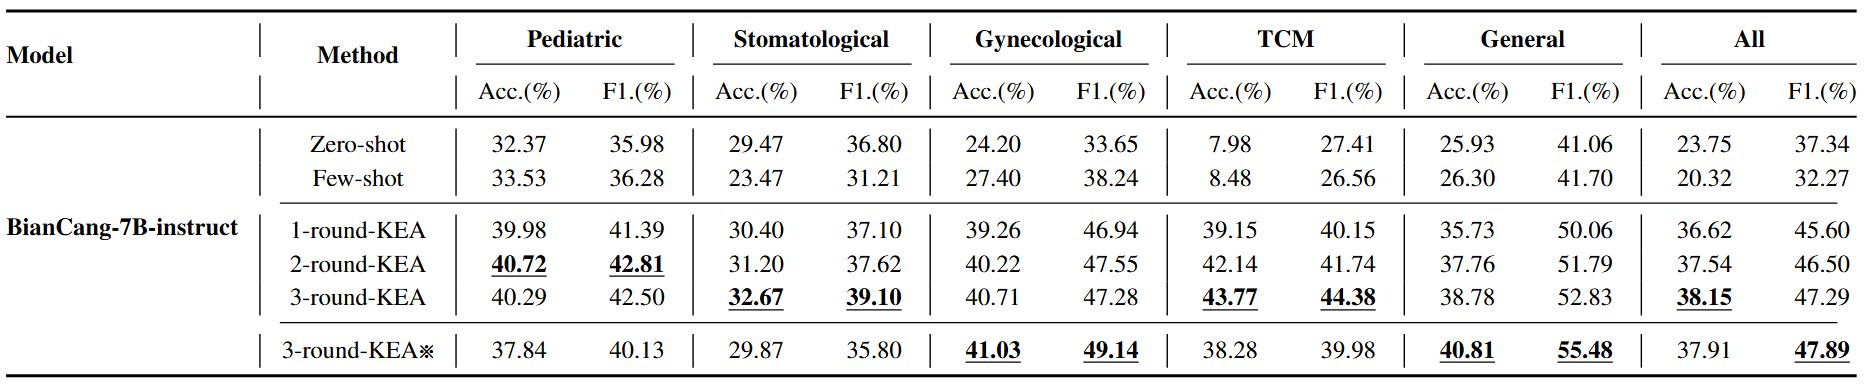 Model Method Pediatric Stomatological Gynecological TCM General All
Acc.(%) F1.(%) Acc.(%) F1.(%) Acc.(%) F1.(%) Acc.(%) F1.(%) Acc.(%) F1.(%) Acc.(%) F1.(%)
BianCang-7B-instruct
Zero-shot 32.37 35.98 29.47 36.80 24.20 33.65 7.98 27.41 25.93 41.06 23.75 37.34
Few-shot 33.53 36.28 23.47 31.21 27.40 38.24 8.48 26.56 26.30 41.70 20.32 32.27
1-round-KEA 39.98 41.39 30.40 37.10 39.26 46.94 39.15 40.15 35.73 50.06 36.62 45.60
2-round-KEA 40.72 42.81 31.20 37.62 40.22 47.55 42.14 41.74 37.76 51.79 37.54 46.50
3-round-KEA 40.29 42.50 32.67 39.10 40.71 47.28 43.77 44.38 38.78 52.83 38.15 47.29
3-round-KEA※ 37.84 40.13 29.87 35.80 41.03 49.14 38.28 39.98 40.81 55.48 37.91 47.89